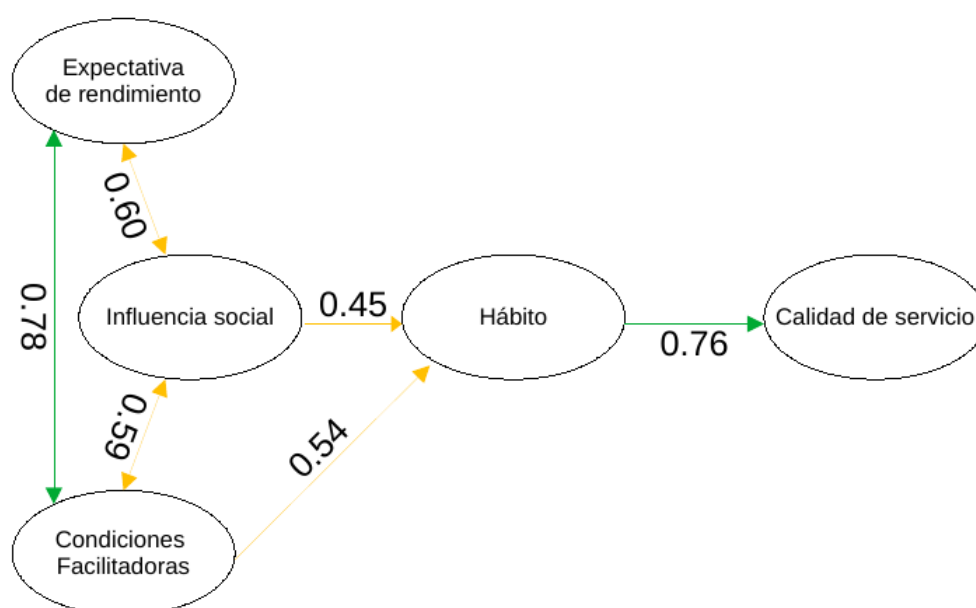 Expectativa
de rendimiento
0.60
0.78
Influencia social
0.45
Hábito
0.76
Calidad de servicio
0.59
0.54
Condiciones
Facilitadoras